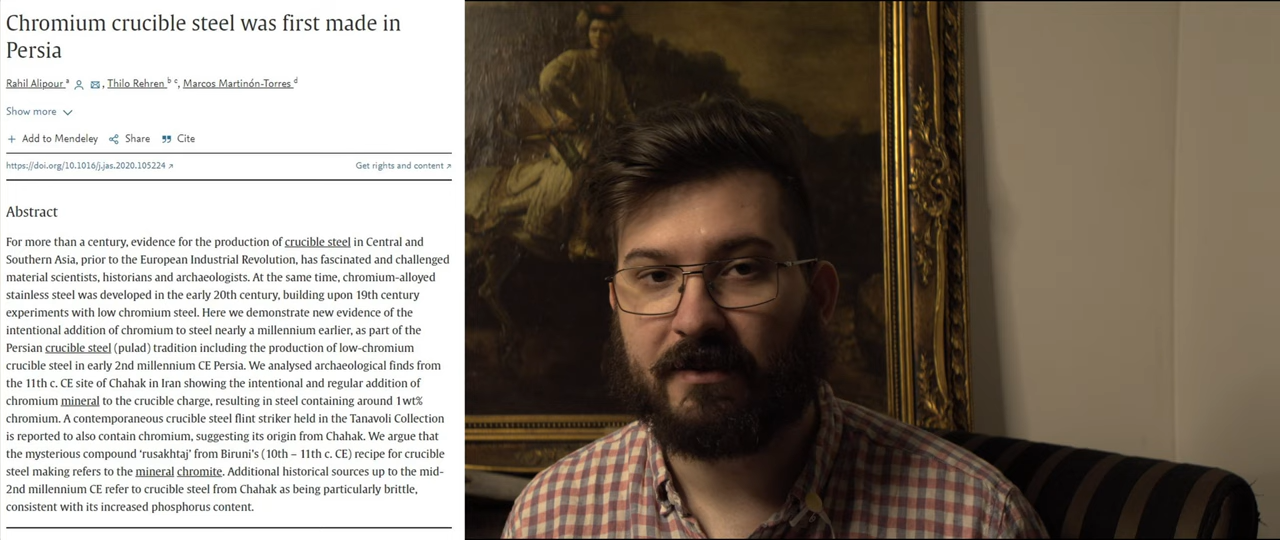 Chromium crucible steel was first made in
Persia
Rahil Alipour a , Thilo Rehren b c, Marcos Martinón-Torres d
Show more
Add to Mendeley Share Cite
https://doi.org/10.1016/j.jas.2020.105224 Get rights and content
Abstract
For more than a century, evidence for the production of crucible steel in Central and
Southern Asia, prior to the European Industrial Revolution, has fascinated and challenged
material scientists, historians and archaeologists. At the same time, chromium-alloyed
stainless steel was developed in the early 20th century, building upon 19th century
experiments with low chromium steel. Here we demonstrate new evidence of the
intentional addition of chromium to steel nearly a millennium earlier, as part of the
Persian crucible steel (pulad) tradition including the production of low-chromium
crucible steel in early 2nd millennium CE Persia. We analysed archaeological finds from
the 11th c. CE site of Chahak in Iran showing the intentional and regular addition of
chromium mineral to the crucible charge, resulting in steel containing around 1 wt%
chromium. A contemporaneous crucible steel flint striker held in the Tanavoli Collection
is reported to also contain chromium, suggesting its origin from Chahak. We argue that
the mysterious compound 'rusakhtaj' from Biruni's (10th – 11th c. CE) recipe for crucible
steel making refers to the mineral chromite. Additional historical sources up to the mid-
2nd millennium CE refer to crucible steel from Chahak as being particularly brittle,
consistent with its increased phosphorus content.